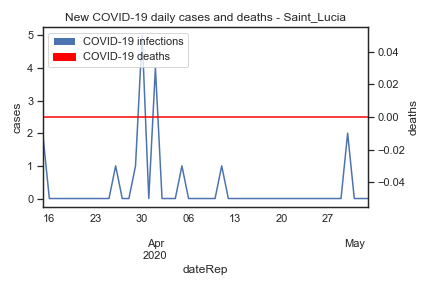 New COVID-19 daily cases and deaths - Saint_Lucia
COVID-19 infections
COVID-19 deaths
cases
5
4
3
2
1
0
deaths
0.04
0.02
0.00
−0.02
−0.04
16 23 30 06 13 20 27
Apr May
2020
dateRep